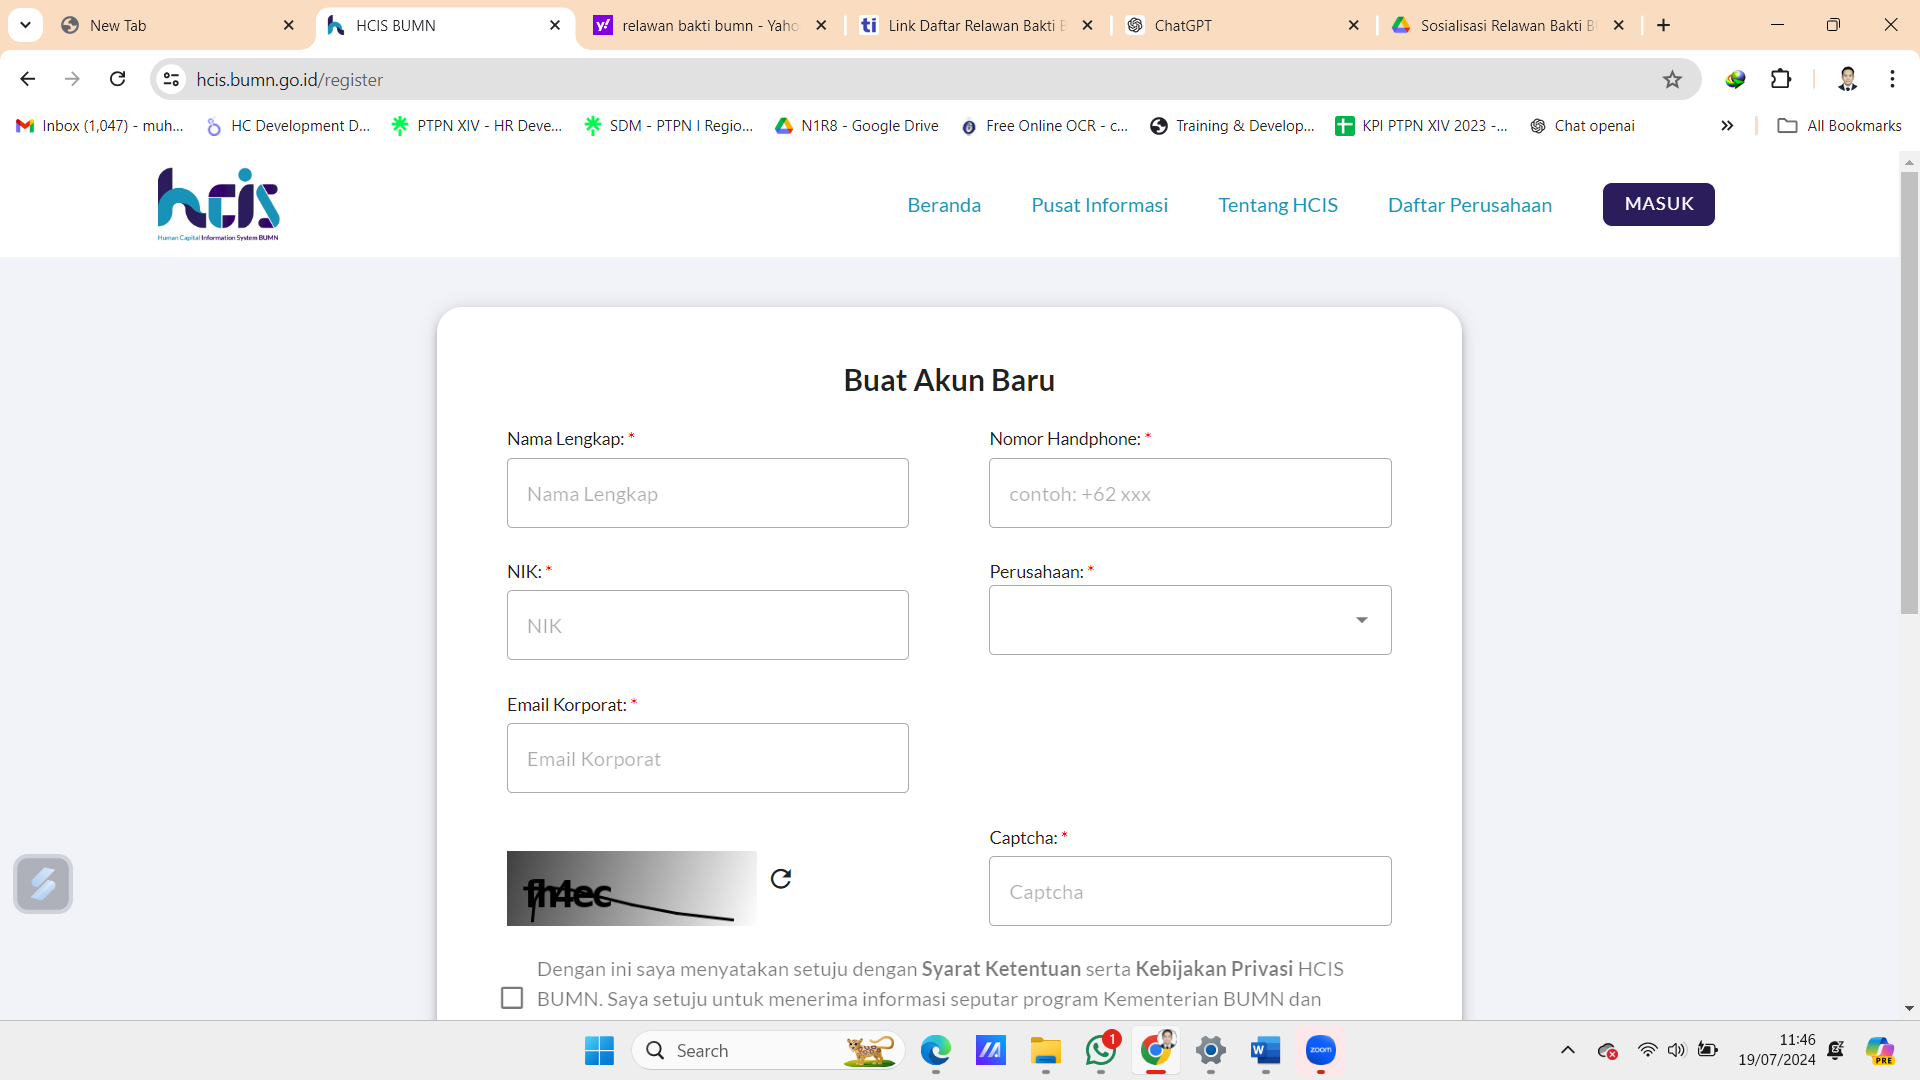 New Tab
HCIS BUMN
relawan bakti bumn - Yaho
Link Daftar Relawan Bakti B
ChatGPT
Sosialisasi Relawan Bakti B
hcis.bumn.go.id/register
Inbox (1,047) - muh...
HC Development D...
PTPN XIV - HR Deve...
SDM - PTPN I Regio...
N1R8 - Google Drive
Free Online OCR - c...
Training & Develop...
KPI PTPN XIV 2023 -...
Chat openai
All Bookmarks
hcis
Human Capital Information System BUMN
Beranda
Pusat Informasi
Tentang HCIS
Daftar Perusahaan
MASUK
Buat Akun Baru
Nama Lengkap: *
Nomor Handphone: *
Nama Lengkap
contoh: +62 xxx
NIK: *
Perusahaan: *
NIK
Email Korporat: *
Email Korporat
Captcha: *
Captcha
Dengan ini saya menyatakan setuju dengan Syarat Ketentuan serta Kebijakan Privasi HCIS
BUMN. Saya setuju untuk menerima informasi seputar program Kementerian BUMN dan
Search
1
zoom
11:46
19/07/2024
PRE